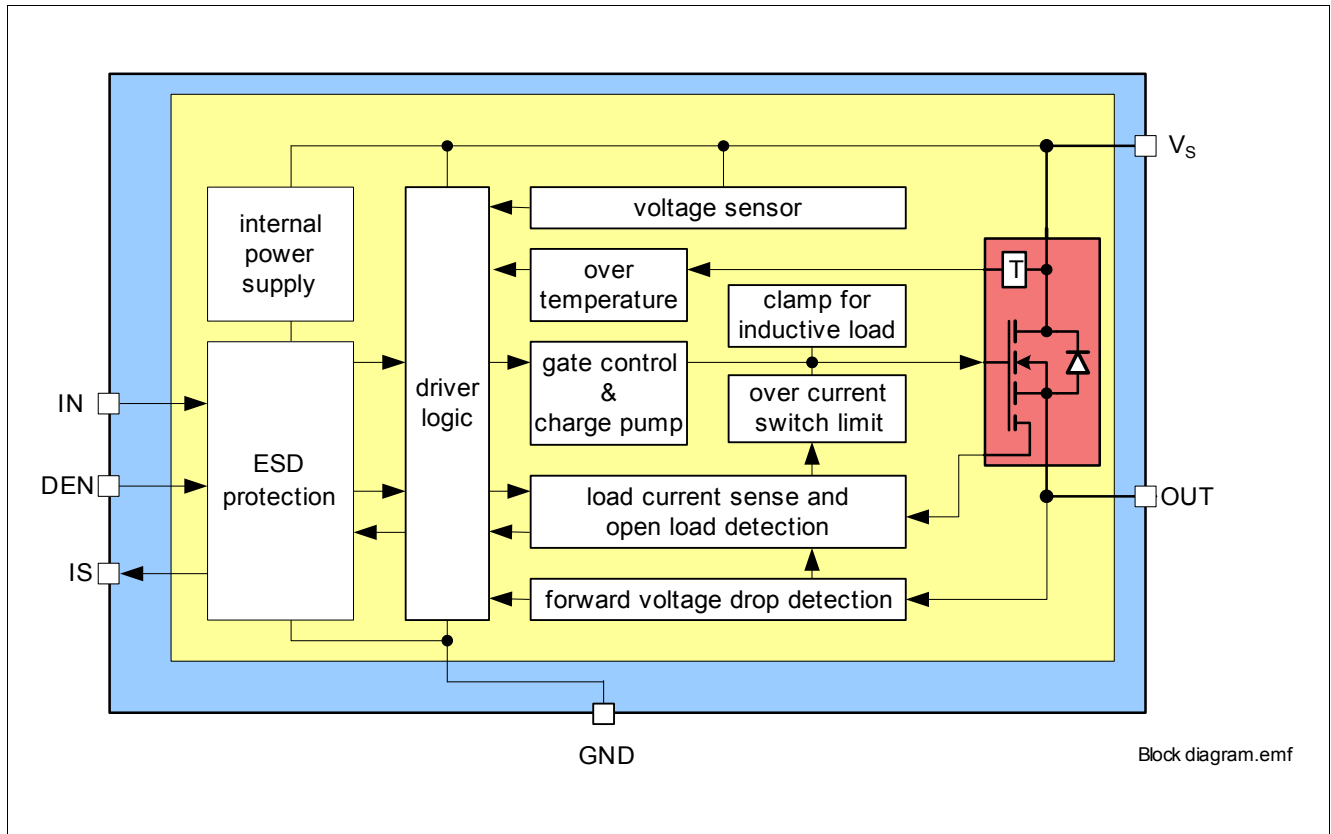 V_S
voltage sensor
internal
power
supply
over
temperature
T
clamp for
inductive load
gate control
&
charge pump
driver
logic
over current
switch limit
IN
DEN
IS
ESD
protection
load current sense and
open load detection
OUT
forward voltage drop detection
GND
Block diagram.emf